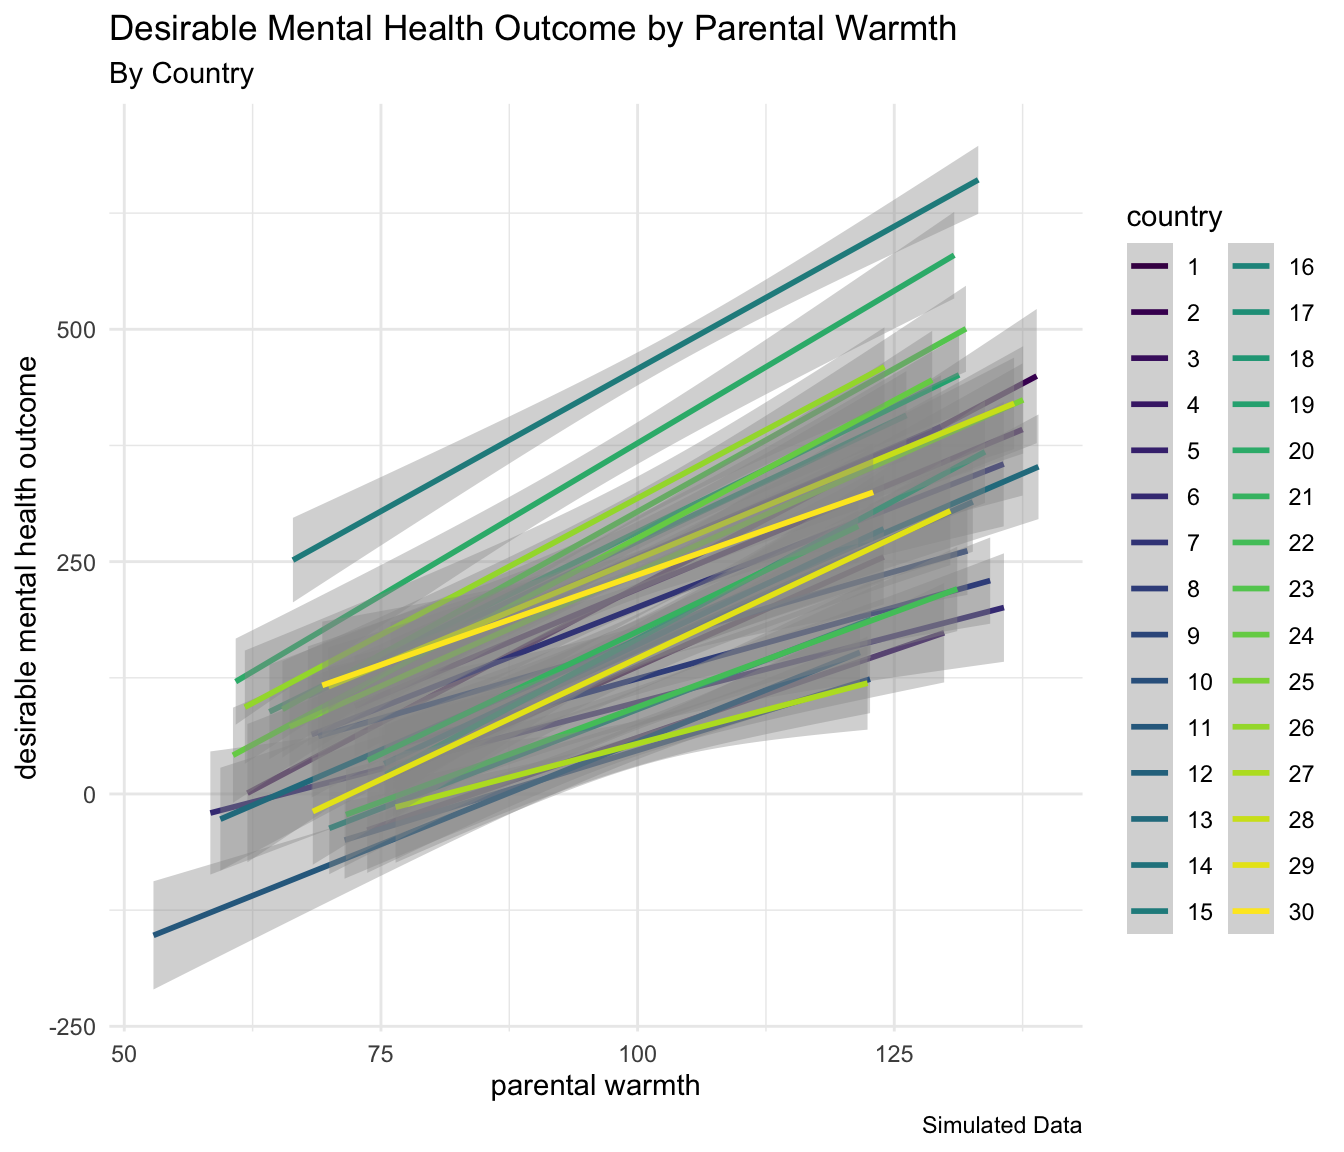 Desirable Mental Health Outcome by Parental Warmth
By Country
desirable mental health outcome
500
250
0
-250
50 75 100 125
parental warmth
country
1 16
2 17
3 18
4 19
5 20
6 21
7 22
8 23
9 24
10 25
11 26
12 27
13 28
14 29
15 30
Simulated Data